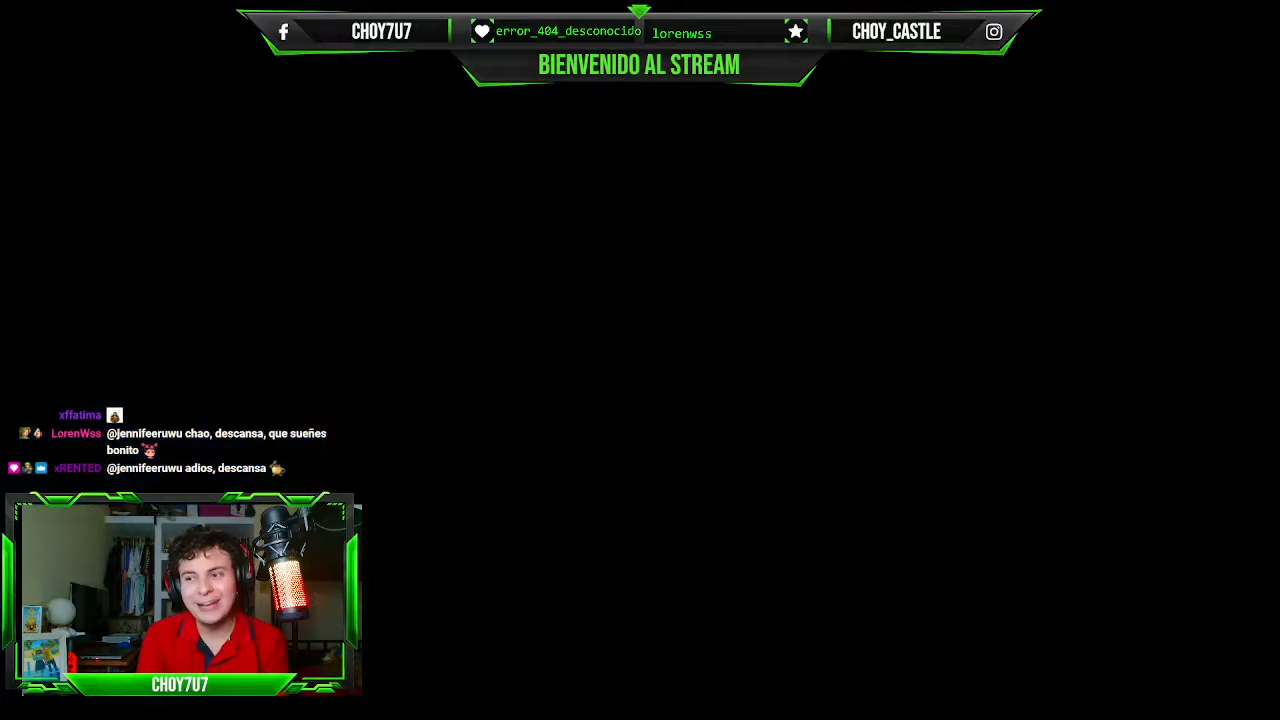 CHOY7U7
error_404_desconocido
lorenwss
CHOY_CASTLE
BIENVENIDO AL STREAM
xffatima
LorenWss @jennifeeruwu chao, descansa, que sueñes
bonito
xRENTED @jennifeeruwu adios, descansa
CHOY7U7